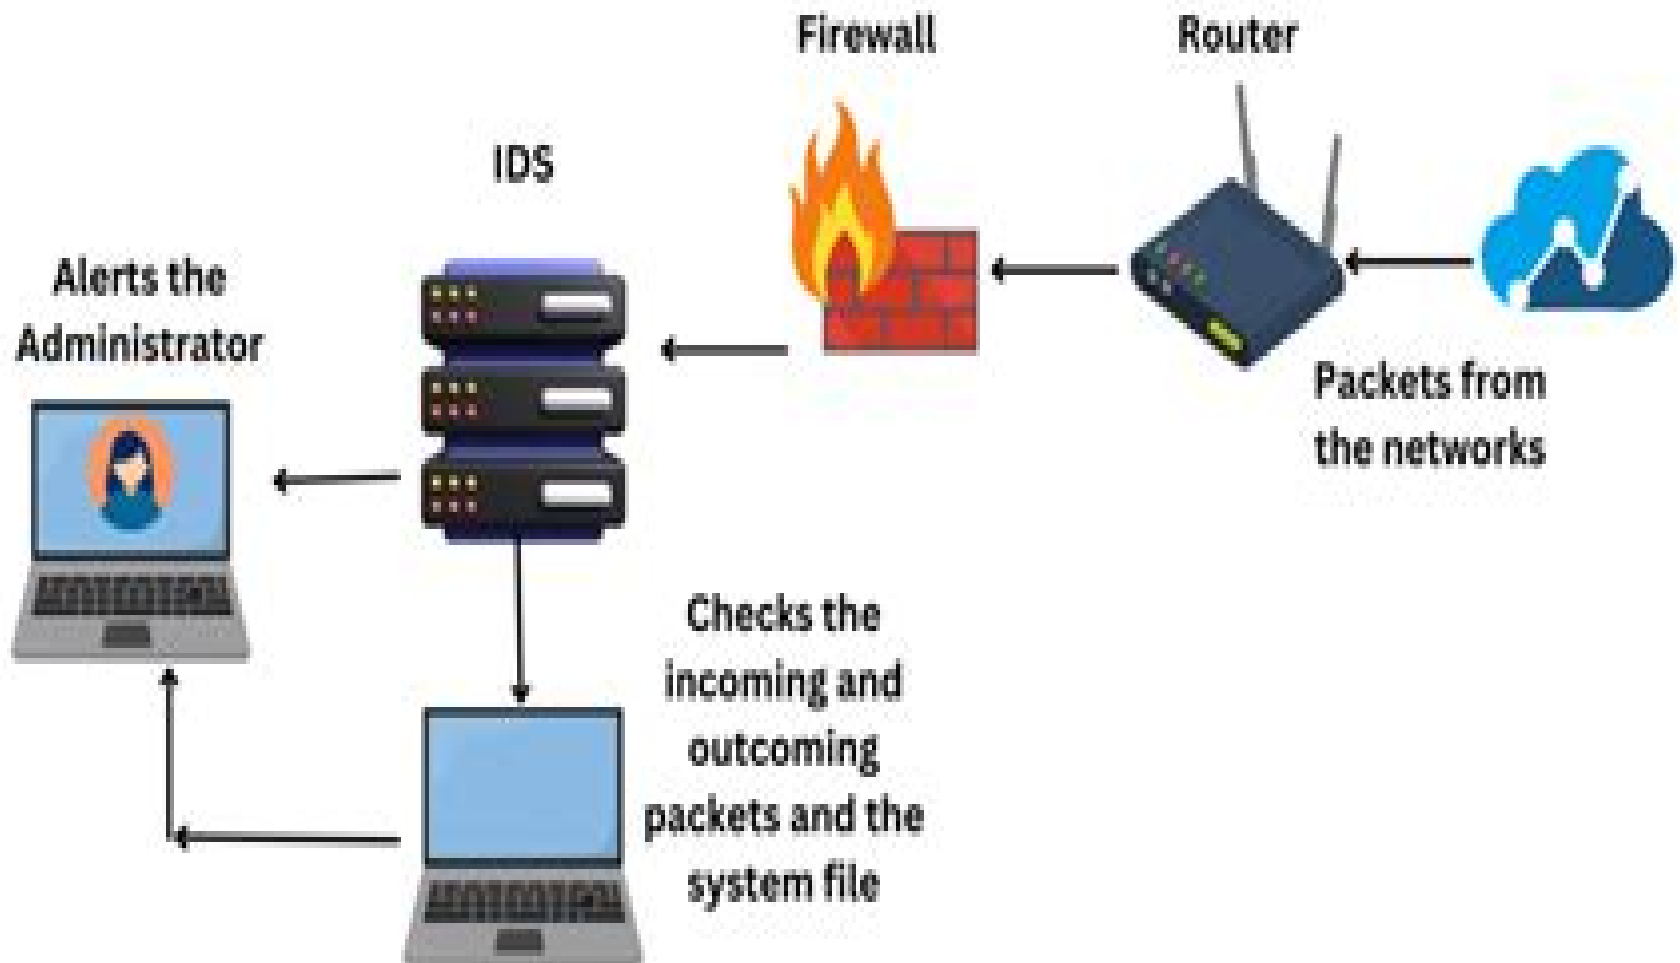 Firewall
Router
IDS
Alerts the
Administrator
Packets from
the networks
Checks the
incoming and
outcoming
packets and the
system file